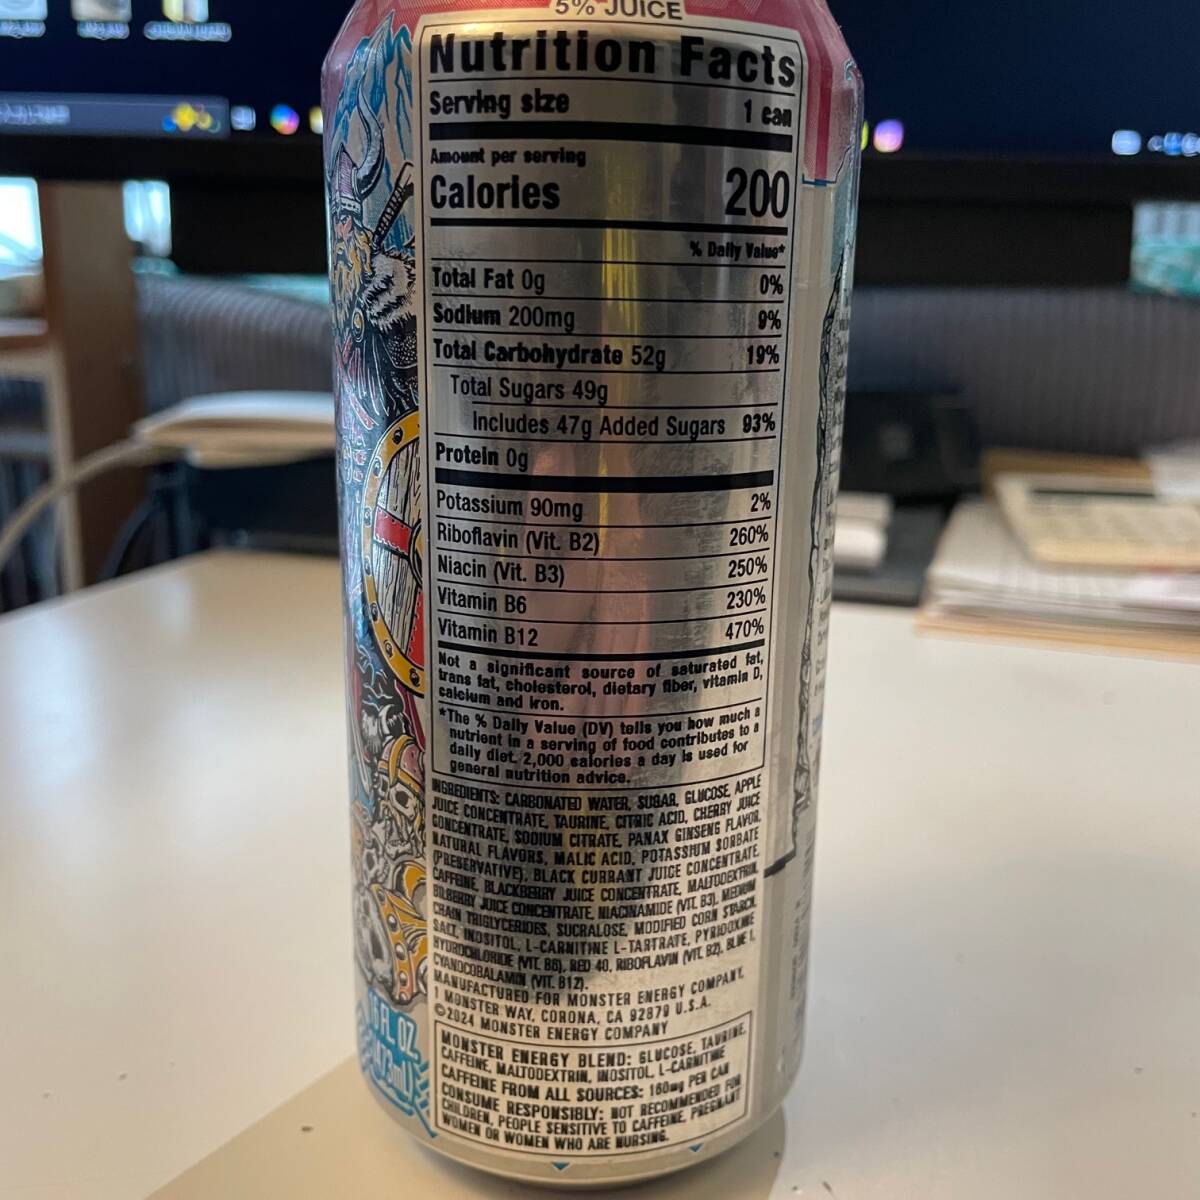 5% JUICE
Nutrition Facts
Serving size 1 can
Amount per serving
Calories 200
% Daily Value*
Total Fat 0g 0%
Sodium 200mg 9%
Total Carbohydrate 52g 19%
Total Sugars 49g
Includes 47g Added Sugars 93%
Protein 0g
Potassium 90mg 2%
Riboflavin (Vit. B2) 260%
Niacin (Vit. B3) 250%
Vitamin B6 230%
Vitamin B12 470%
Not a significant source of saturated fat,
trans fat, cholesterol, dietary fiber, vitamin D,
calcium and iron.
*The % Daily Value (DV) tells you how much a
nutrient in a serving of food contributes to a
daily diet. 2,000 calories a day is used for
general nutrition advice.
INGREDIENTS: CARBONATED WATER, SUGAR, GLUCOSE, APPLE
JUICE CONCENTRATE, TAURINE, CITRIC ACID, CHERRY JUICE
CONCENTRATE, SODIUM CITRATE, PANAX GINSENG FLAVOR,
NATURAL FLAVORS, MALIC ACID, POTASSIUM SORBATE
(PRESERVATIVE), BLACK CURRANT JUICE CONCENTRATE,
CAFFEINE, BLACKBERRY JUICE CONCENTRATE, MALTODEXTRIN,
BILBERRY JUICE CONCENTRATE, NIACINAMIDE (VIT. B3), MEDIUM
CHAIN TRIGLYCERIDES, SUCRALOSE, MODIFIED CORN STARCH,
SALT, INOSITOL, L-CARNITINE L-TARTRATE, PYRIDOXINE
HYDROCHLORIDE (VIT. B6), RED 40, RIBOFLAVIN (VIT. B2), BLUE 1,
CYANOCOBALAMIN (VIT. B12).
MANUFACTURED FOR MONSTER ENERGY COMPANY,
1 MONSTER WAY, CORONA, CA 92879 U.S.A.
©2024 MONSTER ENERGY COMPANY
MONSTER ENERGY BLEND: GLUCOSE, TAURINE,
CAFFEINE, MALTODEXTRIN, INOSITOL, L-CARNITINE
CAFFEINE FROM ALL SOURCES: 160mg PER CAN
CONSUME RESPONSIBLY: NOT RECOMMENDED FOR
CHILDREN, PEOPLE SENSITIVE TO CAFFEINE, PREGNANT
WOMEN OR WOMEN WHO ARE NURSING.
FL. OZ.